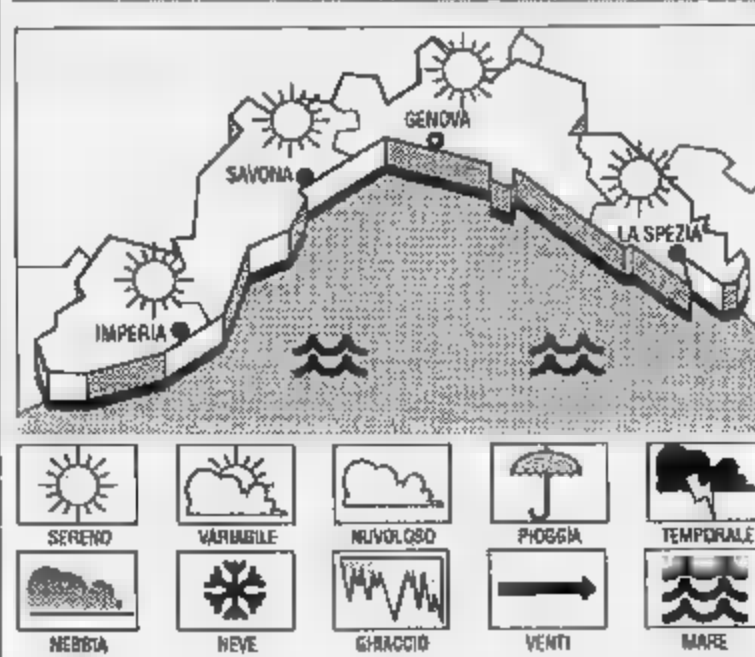 GENOVA
SAVONA
LA SPEZIA
IMPERIA
SERENO VARIABILE NUVOLOSO PIOGGIA TEMPORALE
NEBBIA NEVE GHIACCIO VENTI MARE